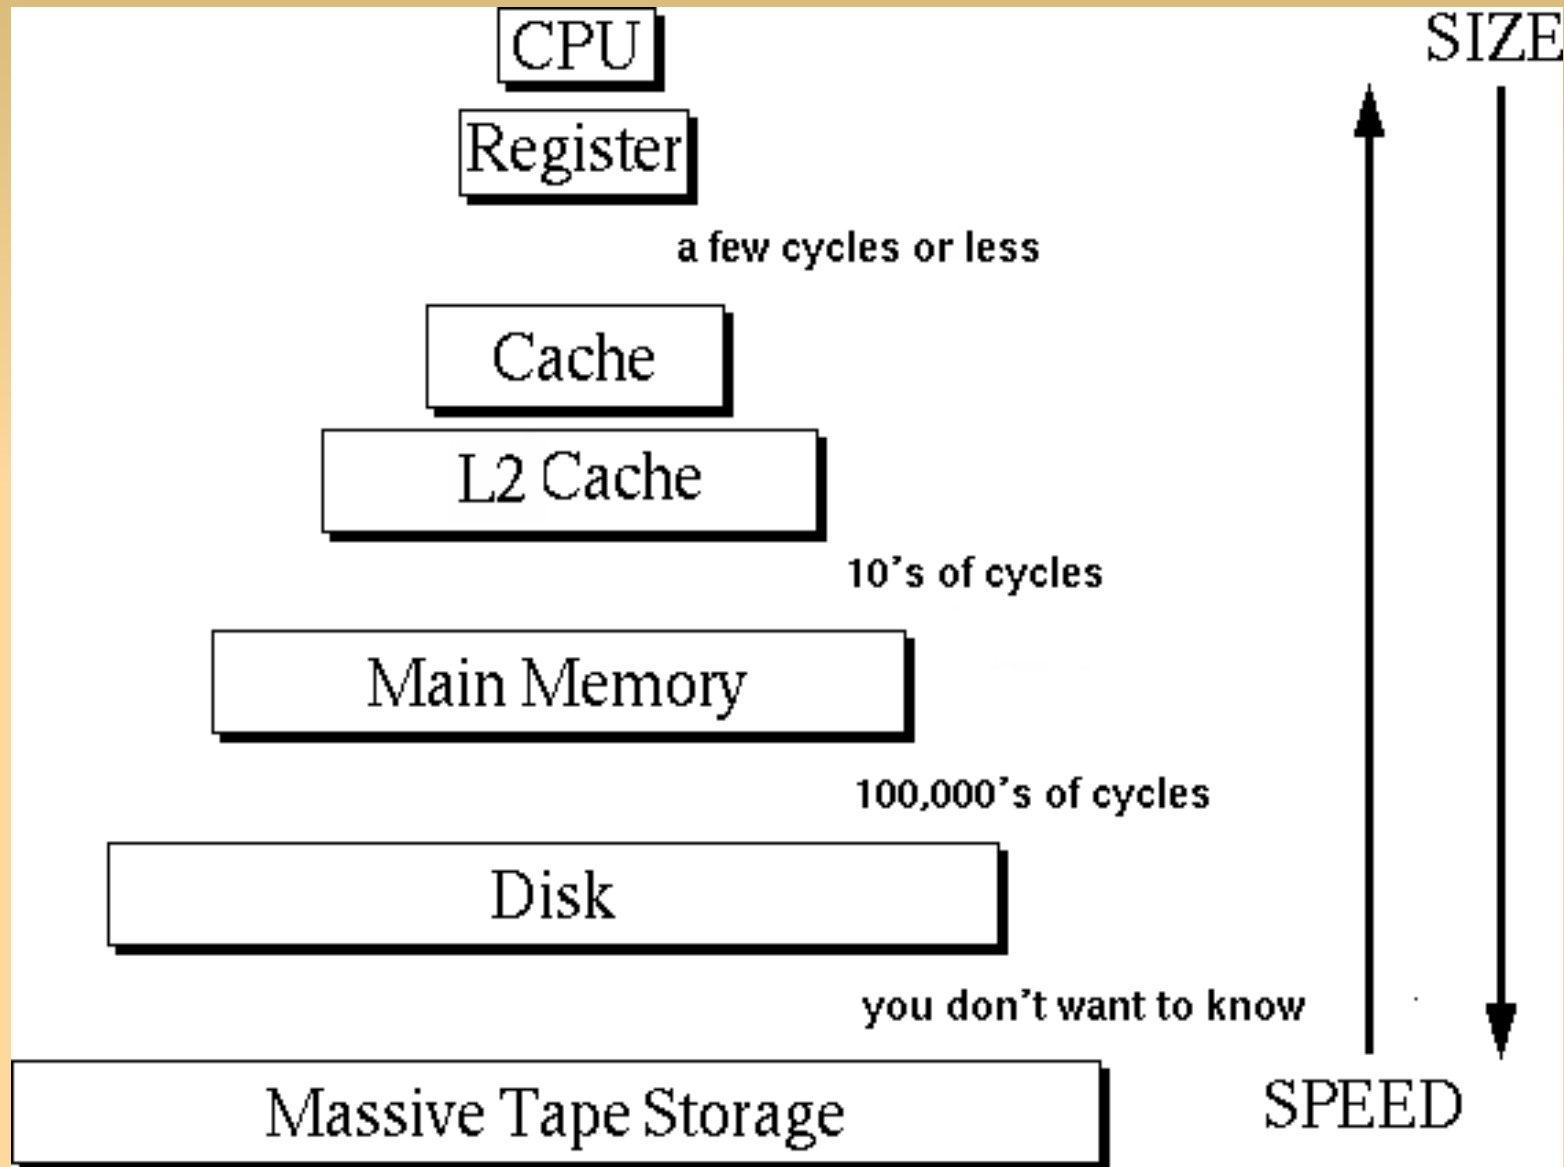 CPU
SIZE
Register
a few cycles or less
Cache
L2 Cache
10's of cycles
Main Memory
100,000's of cycles
Disk
you don't want to know
Massive Tape Storage
SPEED